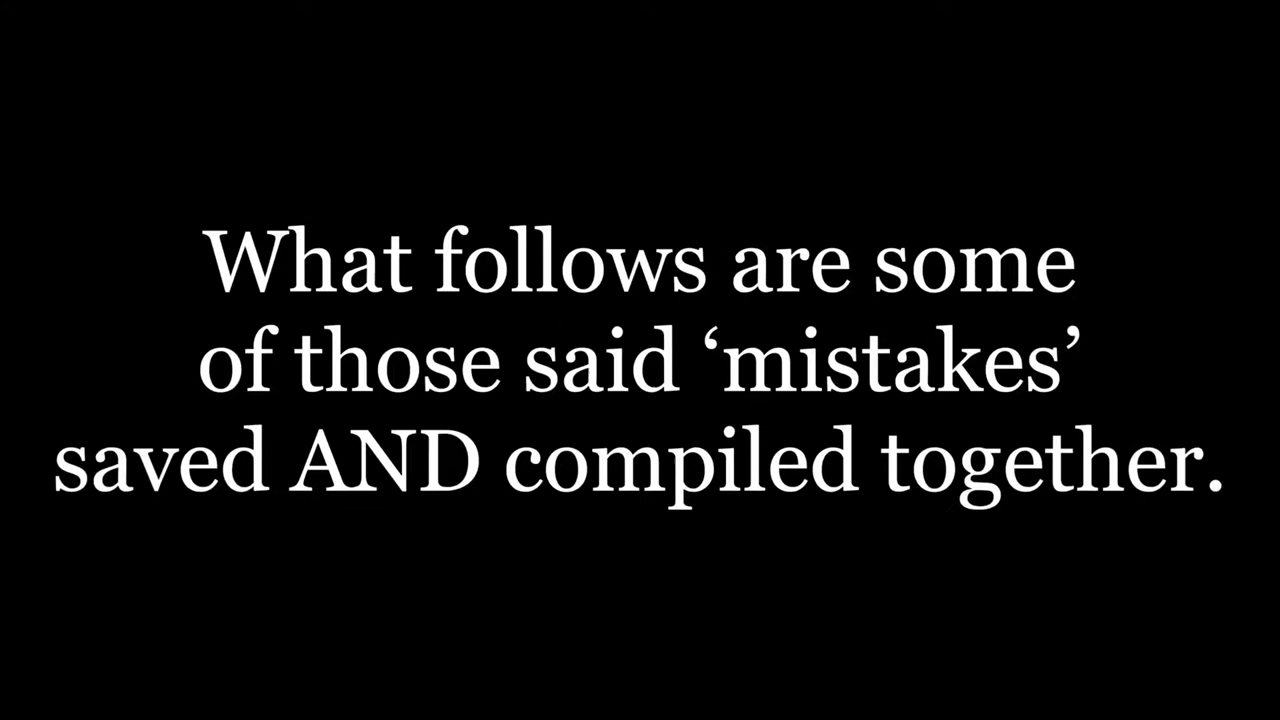 What follows are some
of those said ‘mistakes’
saved AND compiled together.